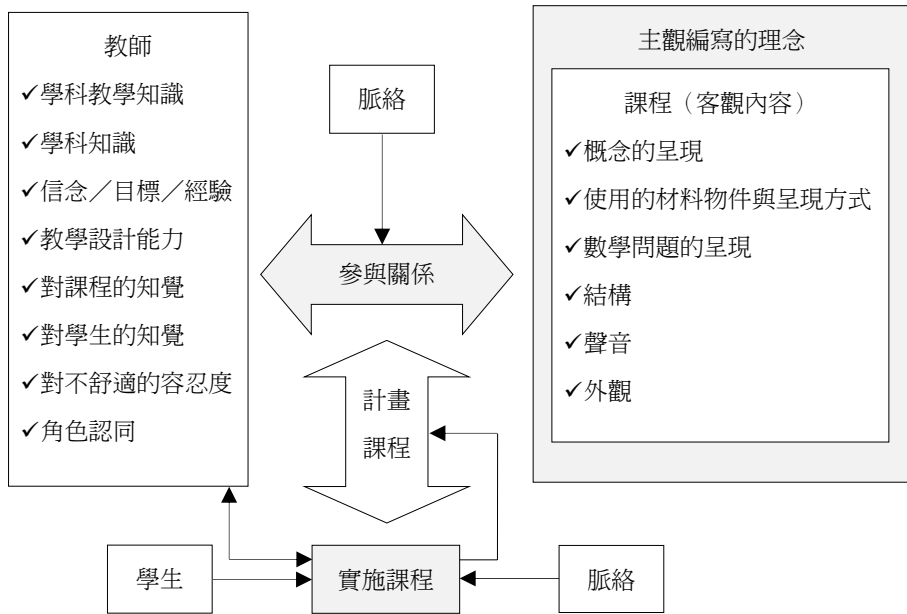 教師
✓學科教學知識
✓學科知識
✓信念／目標／經驗
✓教學設計能力
✓對課程的知覺
✓對學生的知覺
✓對不舒適的容忍度
✓角色認同
脈絡
參與關係
主觀編寫的理念
課程（客觀內容）
✓概念的呈現
✓使用的材料物件與呈現方式
✓數學問題的呈現
✓結構
✓聲音
✓外觀
計畫
課程
學生
實施課程
脈絡